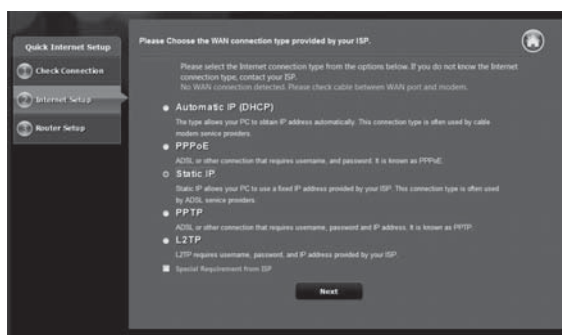 Quick Internet Setup
1 Check Connection
2 Internet Setup
3 Router Setup
Please Choose the WAN connection type provided by your ISP.
Please select the Internet connection type from the options below. If you do not know the Internet
connection type, contact your ISP.
No WAN connection detected. Please check cable between WAN port and modem.
Automatic IP (DHCP)
The type allows your PC to obtain IP address automatically. This connection type is often used by cable
modem service providers.
PPPoE
ADSL or other connection that requires username, and password. It is known as PPPoE.
Static IP
Static IP allows your PC to use a fixed IP address provided by your ISP. This connection type is often used
by ADSL service providers.
PPTP
ADSL or other connection that requires username, password and IP address. It is known as PPTP.
L2TP
L2TP requires username, password, and IP address provided by your ISP.
Special Requirement from ISP
Next